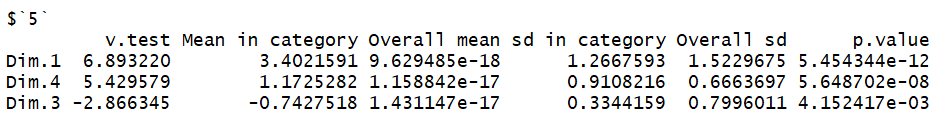 $`5`
v.test Mean in category Overall mean sd in category Overall sd p.value
Dim.1 6.893220 3.4021591 9.629485e-18 1.2667593 1.5229675 5.454344e-12
Dim.4 5.429579 1.1725282 1.158842e-17 0.9108216 0.6663697 5.648702e-08
Dim.3 -2.866345 -0.7427518 1.431147e-17 0.3344159 0.7996011 4.152417e-03